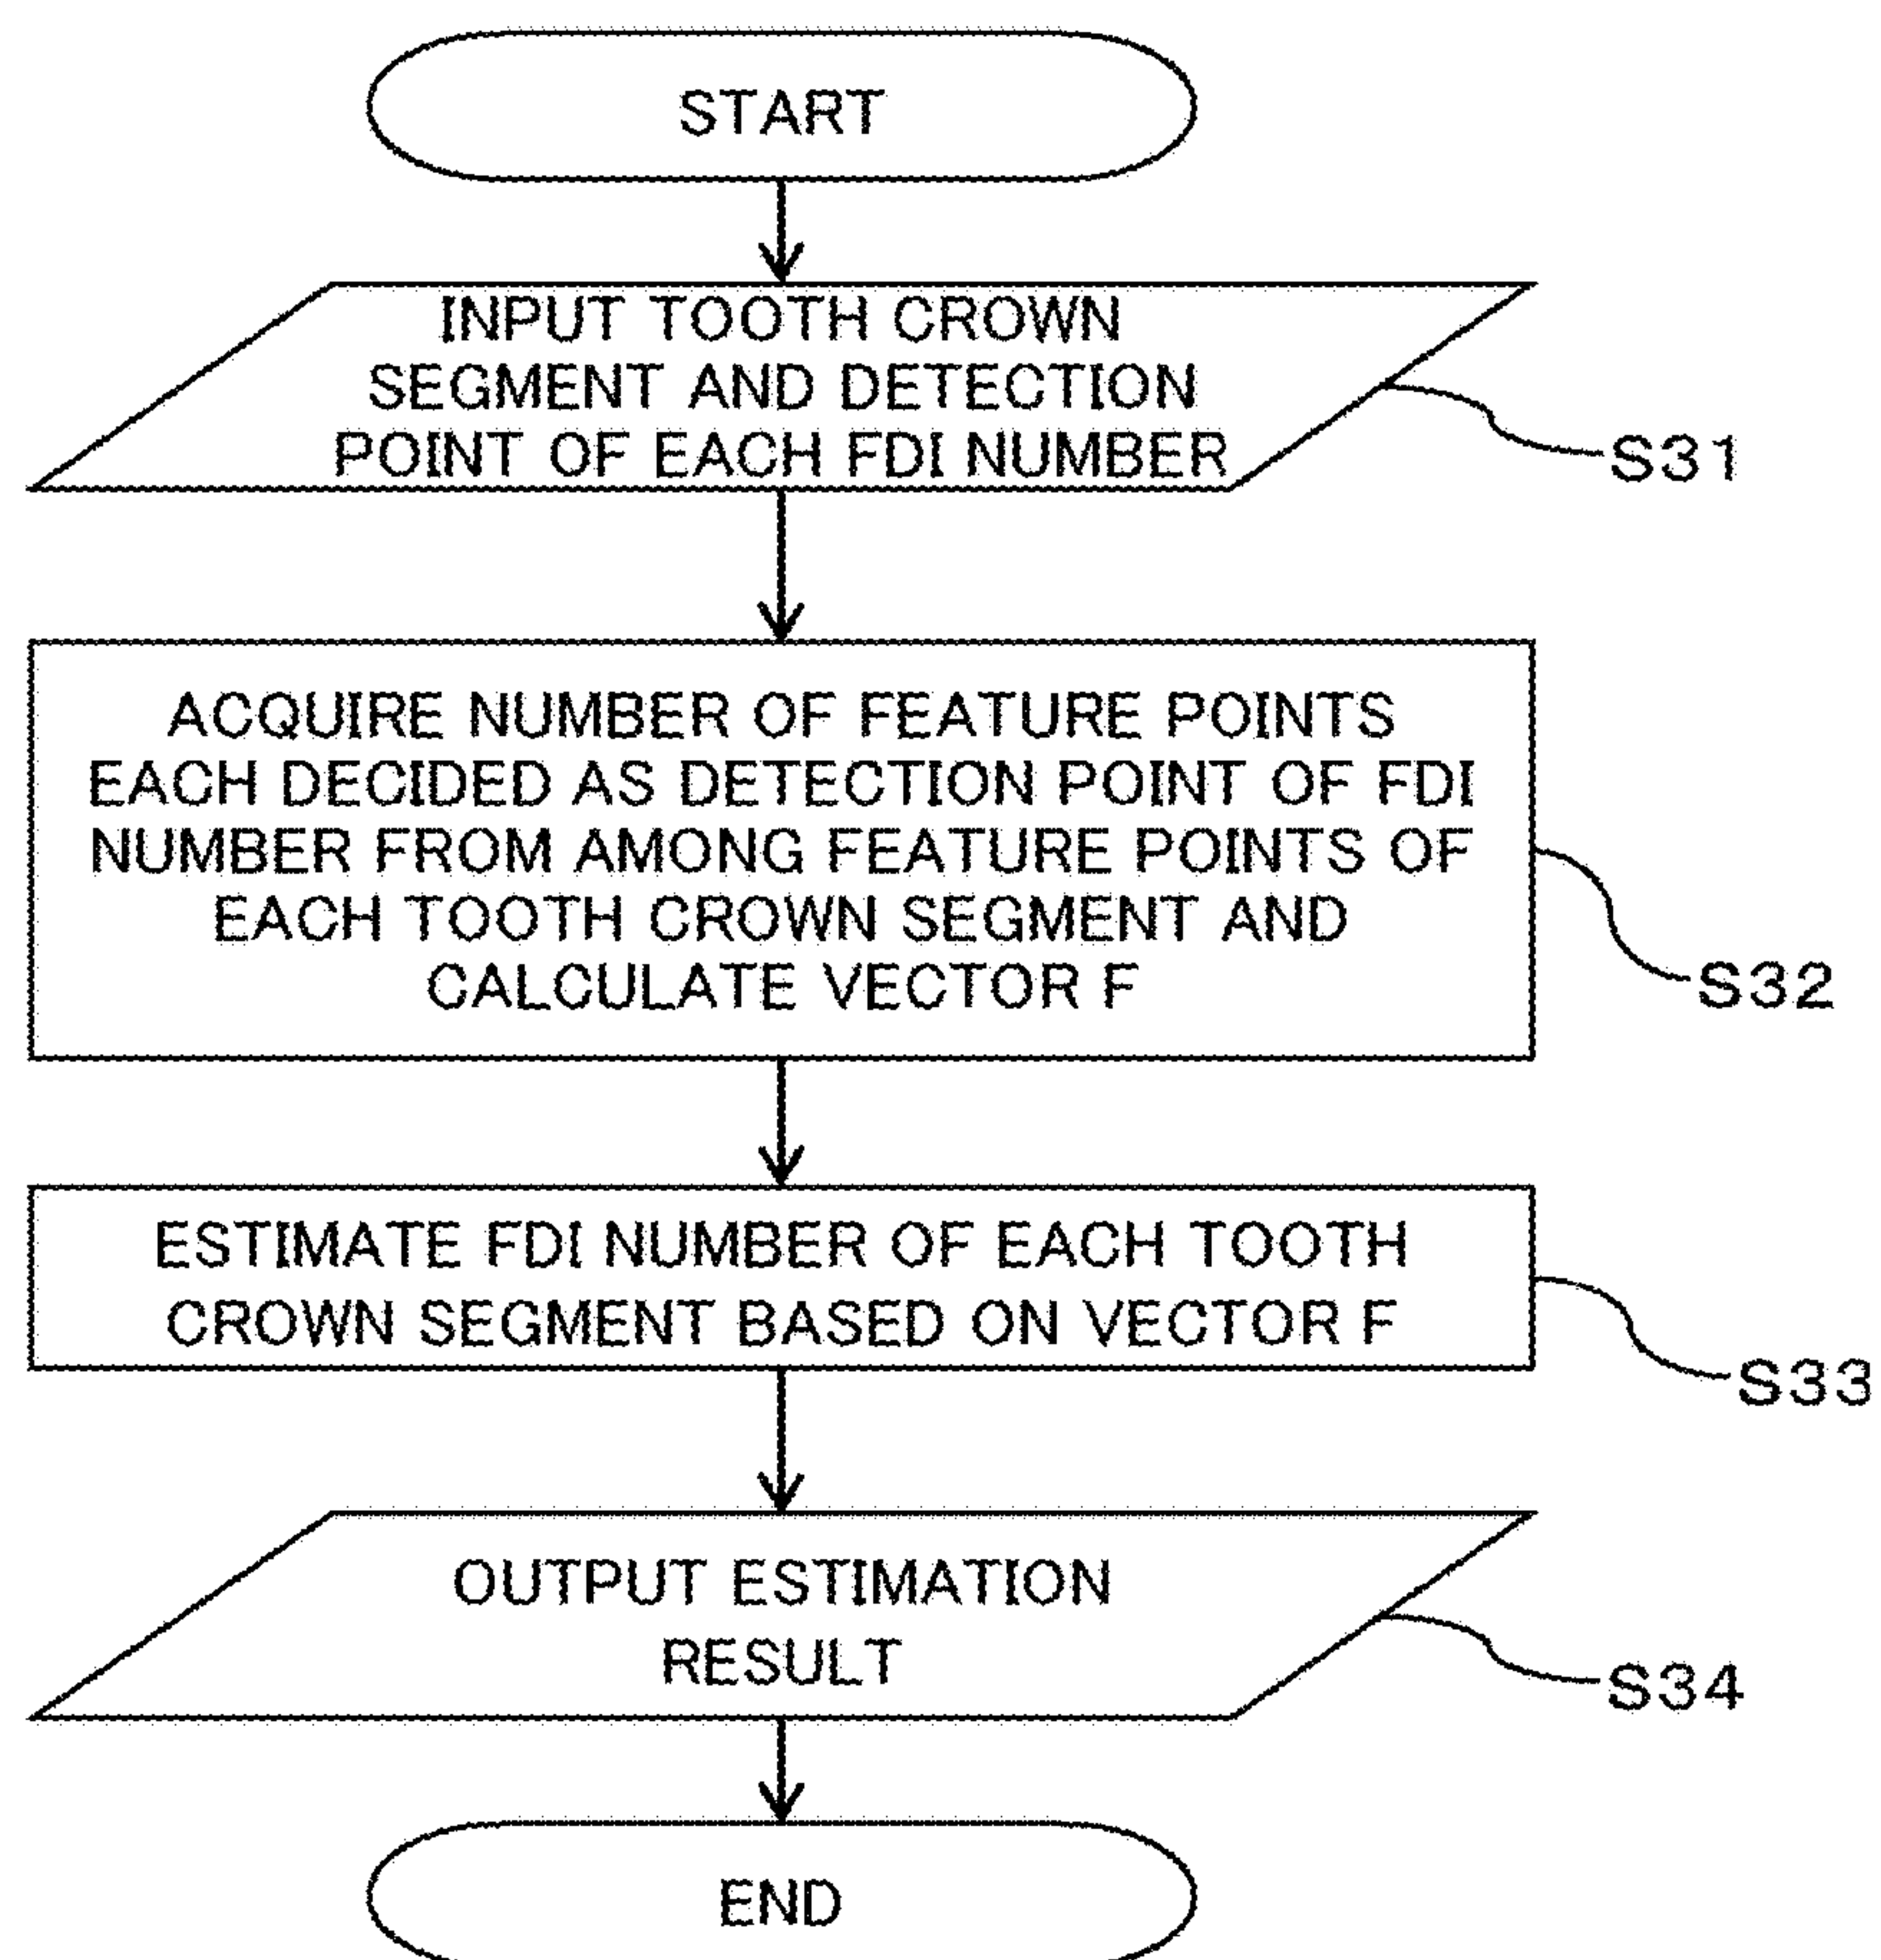 START
INPUT TOOTH CROWN
SEGMENT AND DETECTION
POINT OF EACH FDI NUMBER
S31
ACQUIRE NUMBER OF FEATURE POINTS
EACH DECIDED AS DETECTION POINT OF FDI
NUMBER FROM AMONG FEATURE POINTS OF
EACH TOOTH CROWN SEGMENT AND
CALCULATE VECTOR F
S32
ESTIMATE FDI NUMBER OF EACH TOOTH
CROWN SEGMENT BASED ON VECTOR F
S33
OUTPUT ESTIMATION
RESULT
S34
END